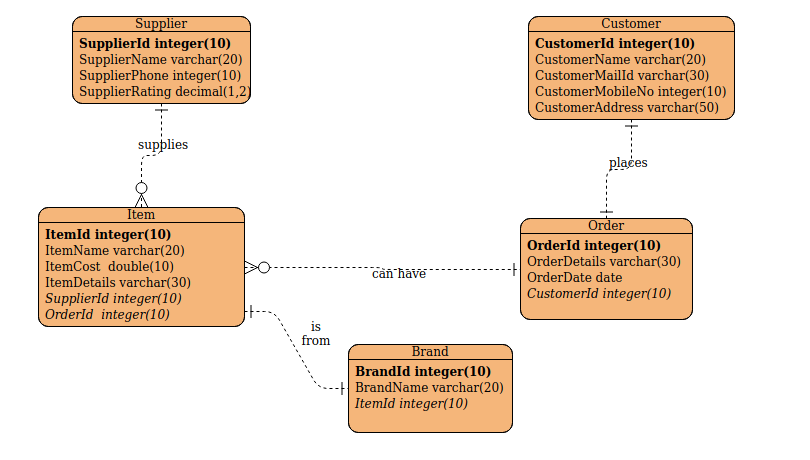 Supplier
SupplierId integer(10)
SupplierName varchar(20)
SupplierPhone integer(10)
SupplierRating decimal(1,2)
Customer
CustomerId integer(10)
CustomerName varchar(20)
CustomerMailId varchar(30)
CustomerMobileNo integer(10)
CustomerAddress varchar(50)
supplies
places
Item
ItemId integer(10)
ItemName varchar(20)
ItemCost  double(10)
ItemDetails varchar(30)
SupplierId integer(10)
OrderId  integer(10)
can have
Order
OrderId integer(10)
OrderDetails varchar(30)
OrderDate date
CustomerId integer(10)
is
from
Brand
BrandId integer(10)
BrandName varchar(20)
ItemId integer(10)